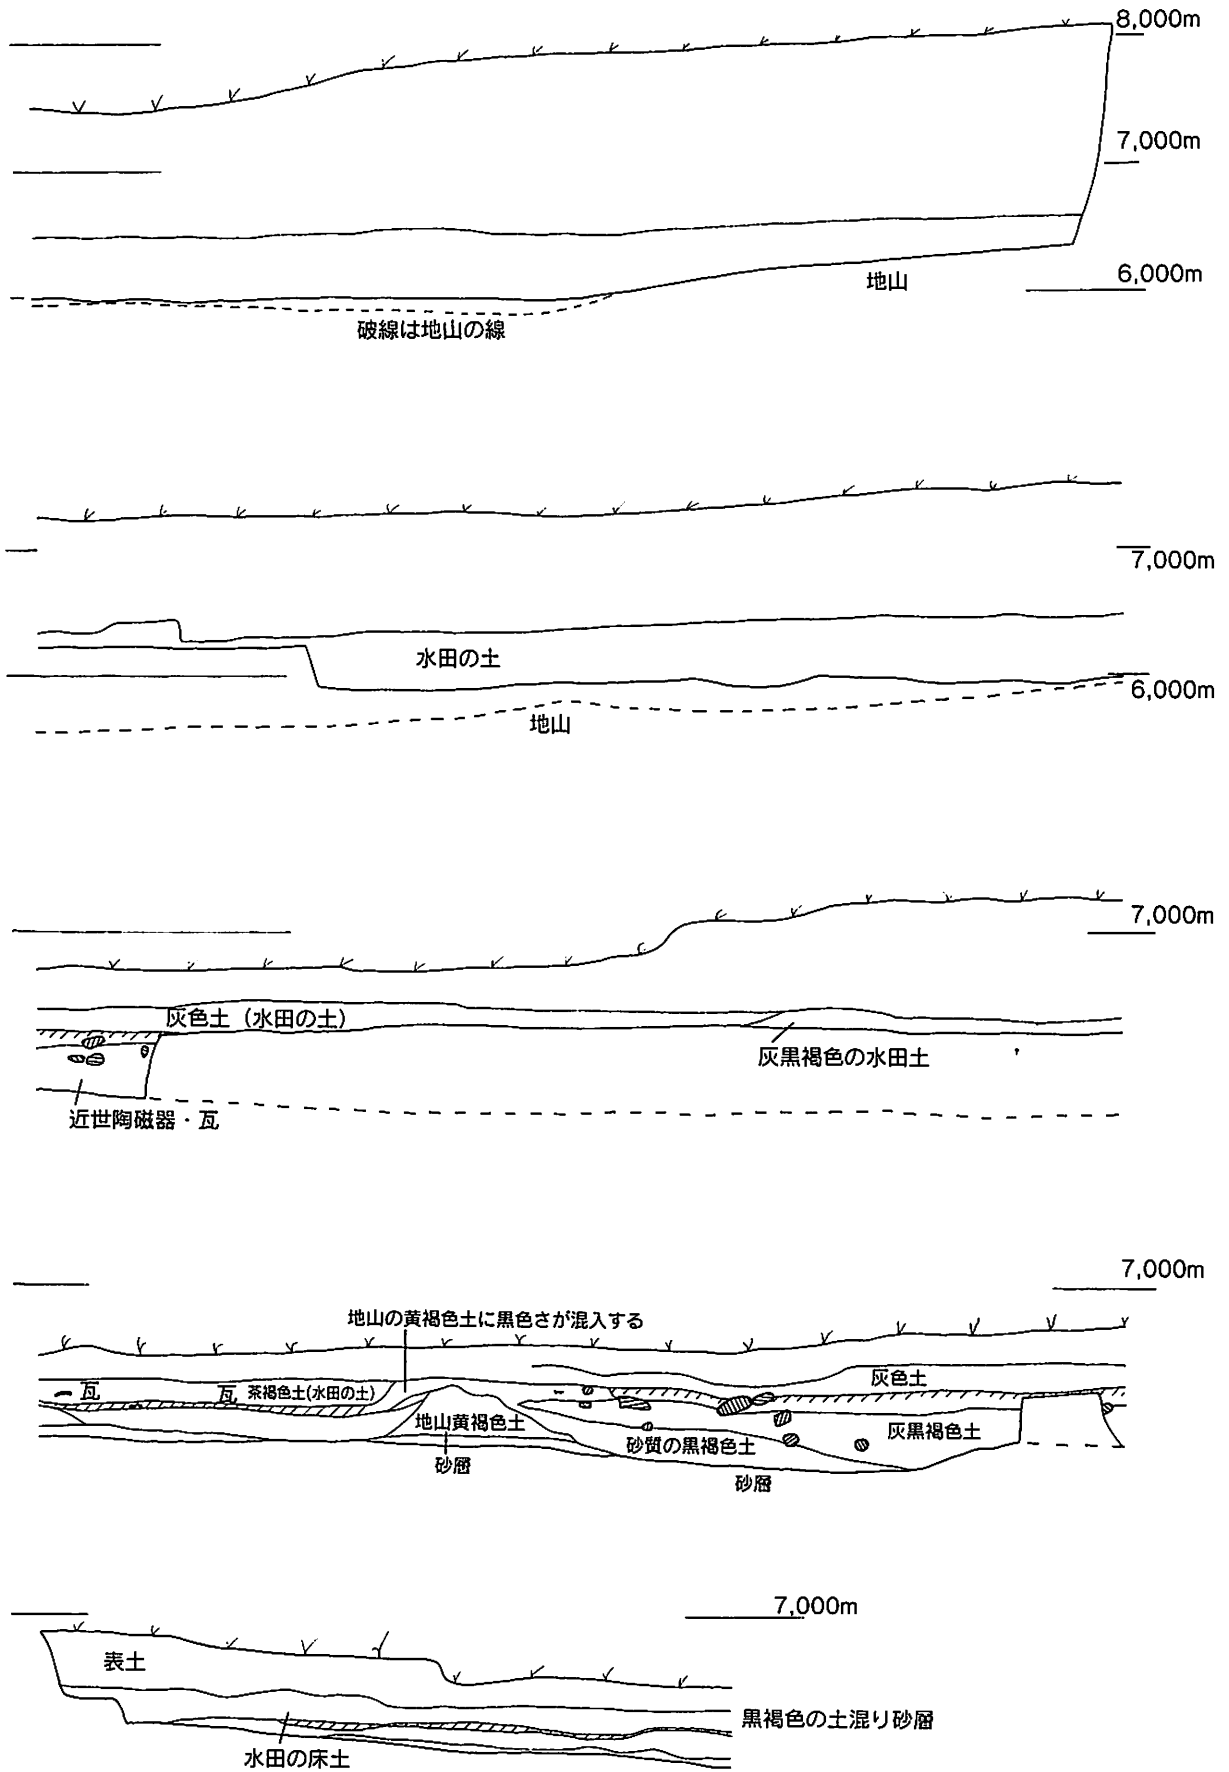 8,000m
7,000m
地山
6,000m
破線は地山の線
7,000m
水田の土
6,000m
地山
7,000m
灰色土（水田の土）
灰黒褐色の水田土
近世陶磁器・瓦
7,000m
地山の黄褐色土に黒色さが混入する
灰色土
瓦
瓦
茶褐色土(水田の土)
地山黄褐色土
灰黒褐色土
砂質の黒褐色土
砂層
砂層
7,000m
表土
黒褐色の土混り砂層
水田の床土